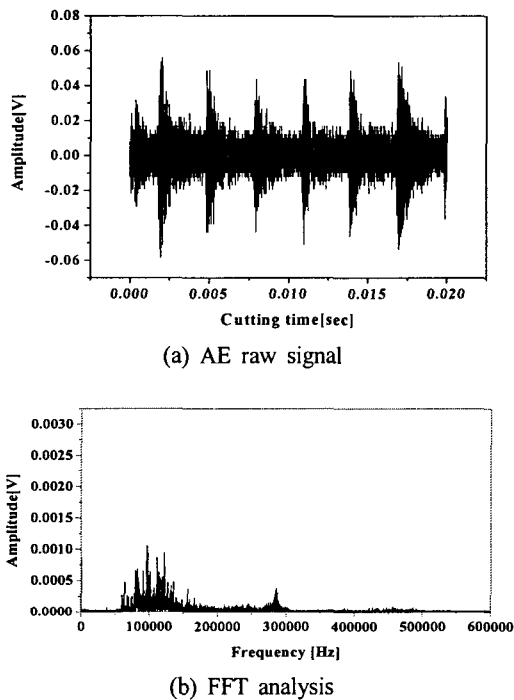 0.08
0.06
0.04
0.02
0.00
-0.02
-0.04
-0.06
Amplitude[V]
0.000 0.005 0.010 0.015 0.020
Cutting time[sec]
(a) AE raw signal
0.0030
0.0025
0.0020
0.0015
0.0010
0.0005
0.0000
Amplitude[V]
0 100000 200000 300000 400000 500000 600000
Frequency [Hz]
(b) FFT analysis